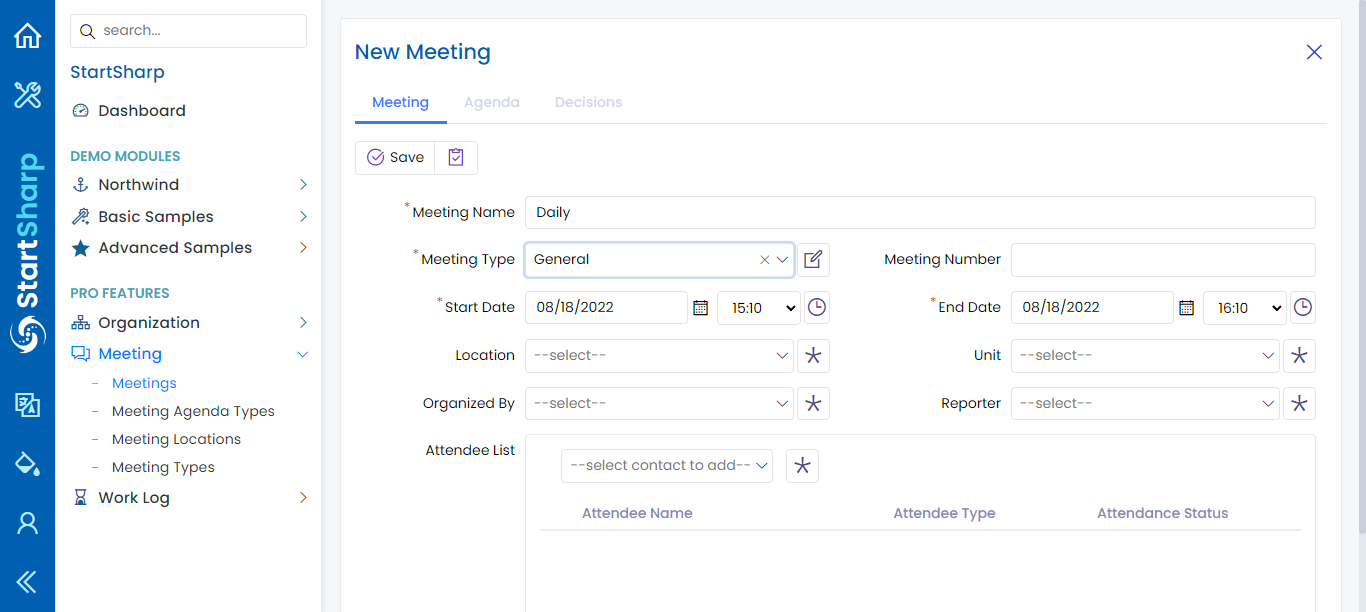 search...
StartSharp
Dashboard
DEMO MODULES
Northwind
Basic Samples
Advanced Samples
PRO FEATURES
Organization
Meeting
- Meetings
- Meeting Agenda Types
- Meeting Locations
- Meeting Types
Work Log
StartSharp
New Meeting
Meeting Agenda Decisions
Save
*Meeting Name Daily
*Meeting Type General Meeting Number
*Start Date 08/18/2022 15:10 *End Date 08/18/2022 16:10
Location --select-- Unit --select--
Organized By --select-- Reporter --select--
Attendee List
--select contact to add--
Attendee Name Attendee Type Attendance Status